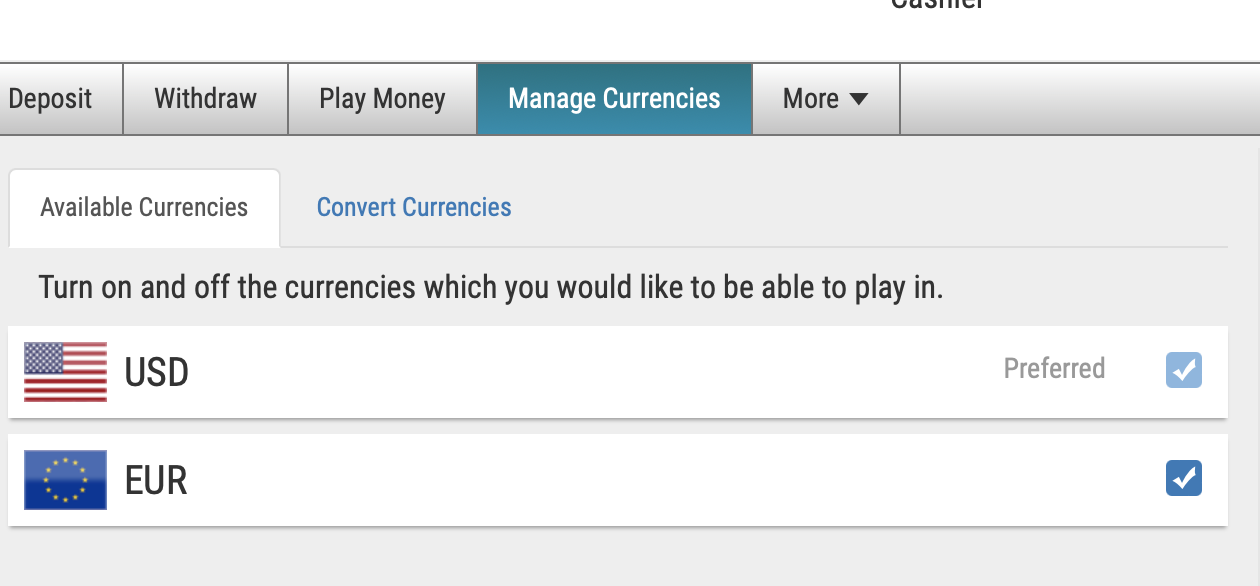 Cashier
Deposit Withdraw Play Money Manage Currencies More
Available Currencies Convert Currencies
Turn on and off the currencies which you would like to be able to play in.
USD Preferred
EUR